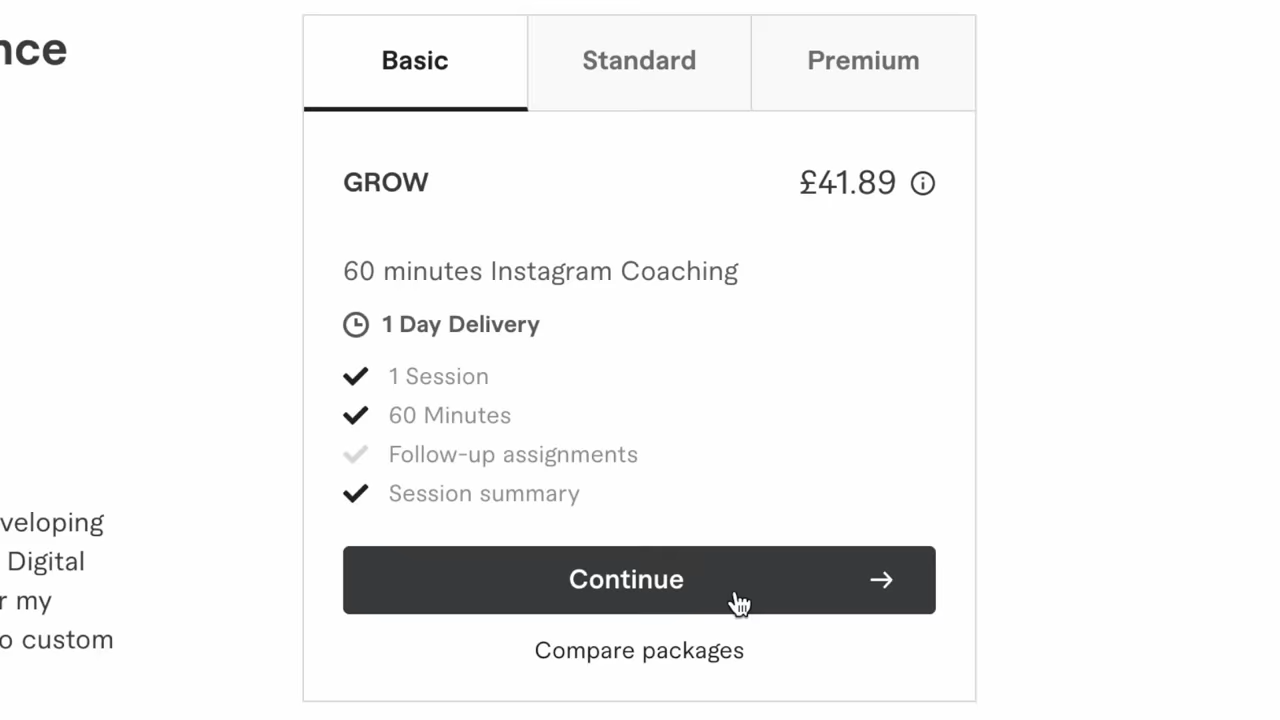 nce
Basic
Standard
Premium
GROW
£41.89
60 minutes Instagram Coaching
1 Day Delivery
1 Session
60 Minutes
Follow-up assignments
Session summary
Continue
Compare packages
veloping
Digital
r my
o custom